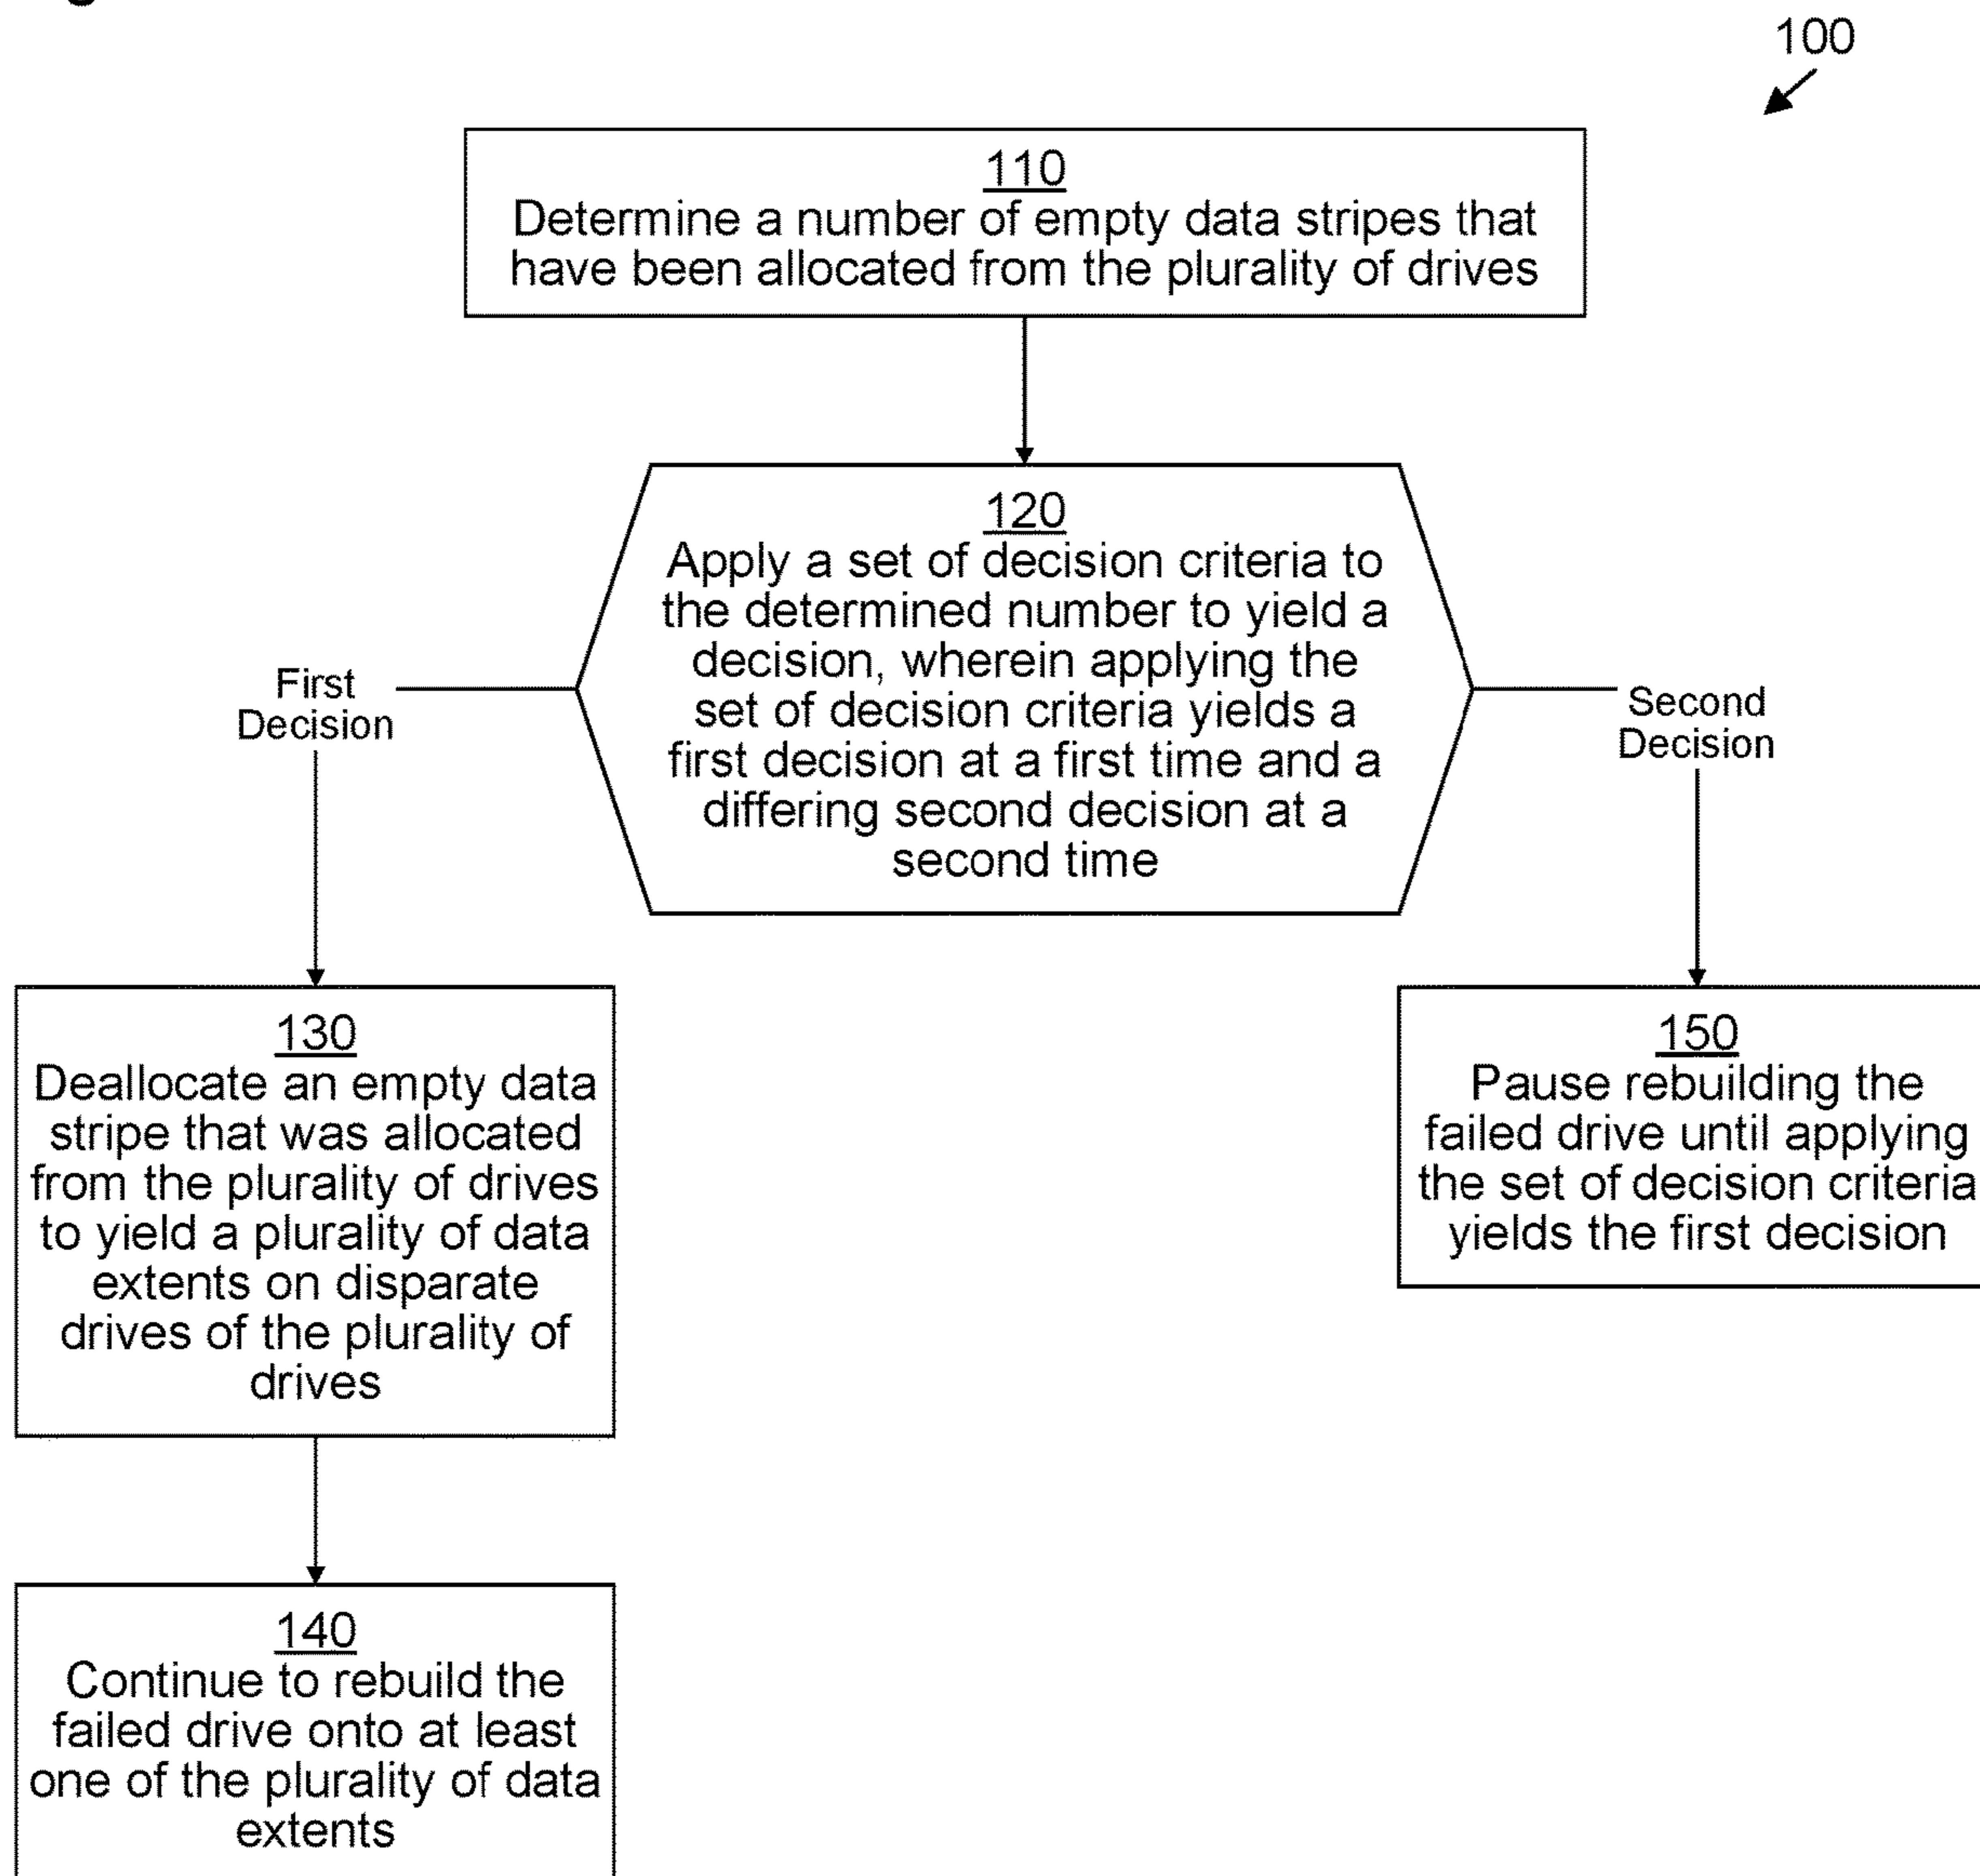 100
110
Determine a number of empty data stripes that
have been allocated from the plurality of drives
120
Apply a set of decision criteria to
the determined number to yield a
decision, wherein applying the
set of decision criteria yields a
first decision at a first time and a
differing second decision at a
second time
First
Decision
Second
Decision
130
Deallocate an empty data
stripe that was allocated
from the plurality of drives
to yield a plurality of data
extents on disparate
drives of the plurality of
drives
150
Pause rebuilding the
failed drive until applying
the set of decision criteria
yields the first decision
140
Continue to rebuild the
failed drive onto at least
one of the plurality of data
extents